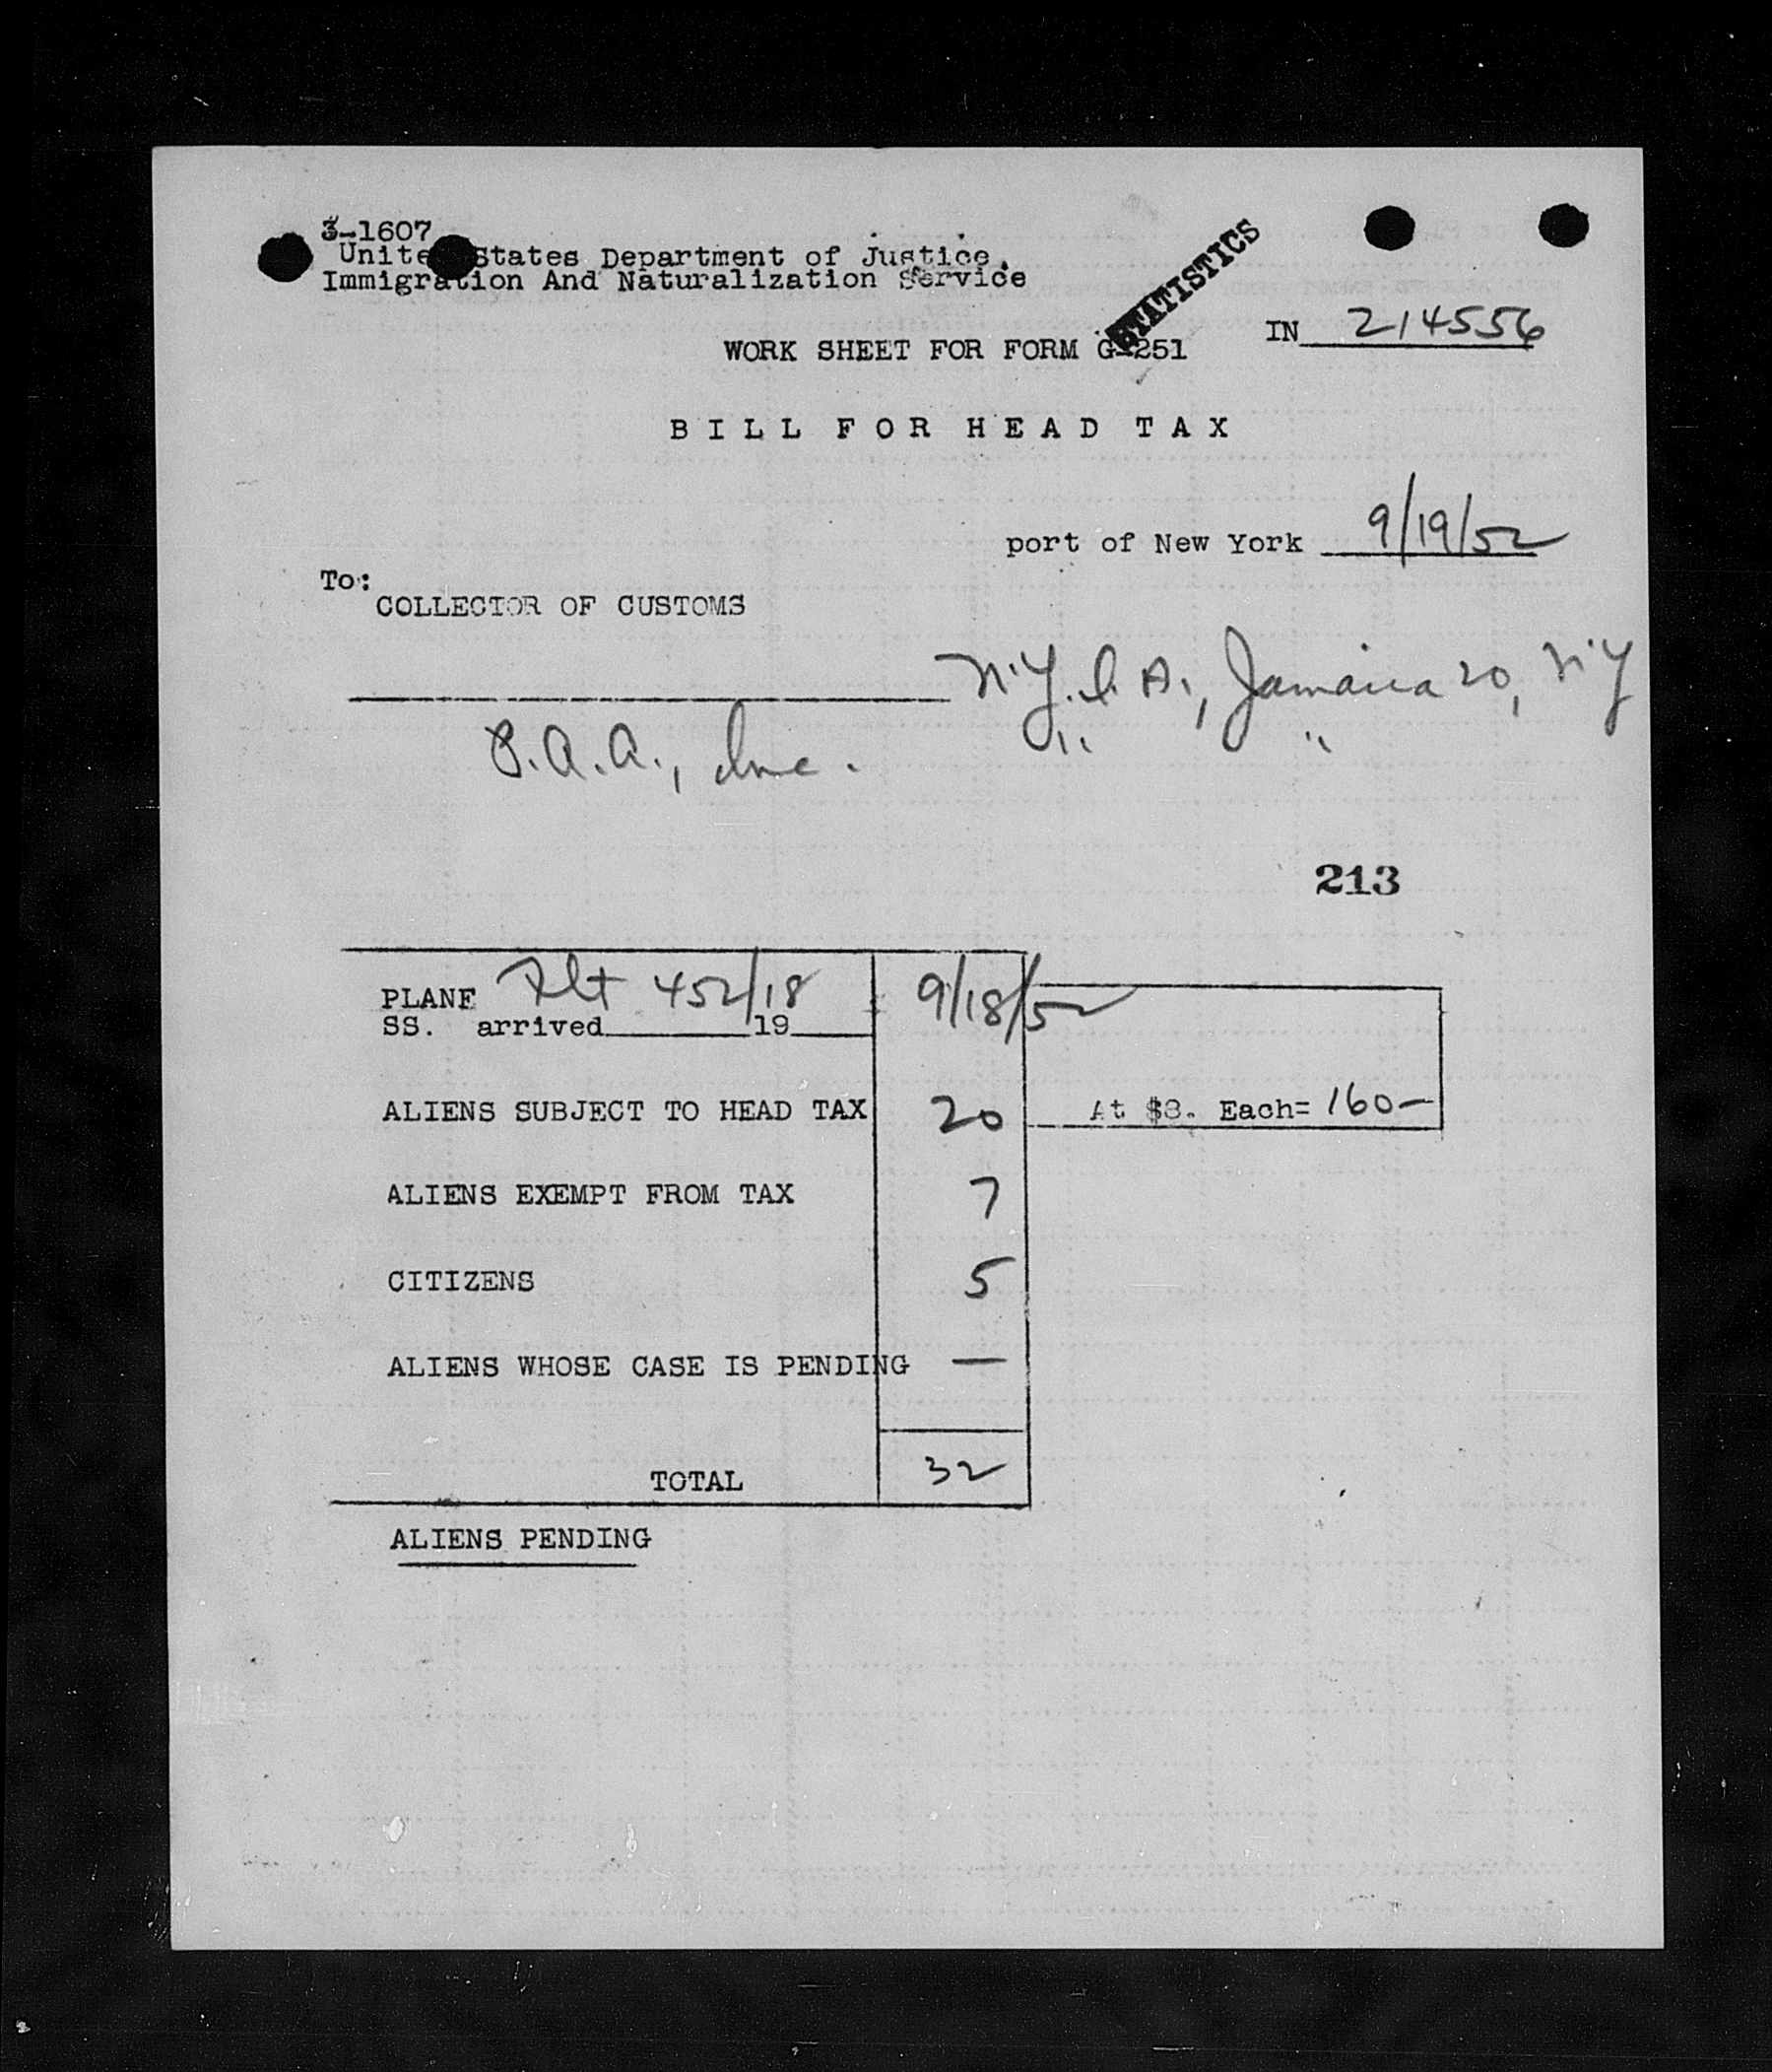 3-1607
United States Department of Justice.
Immigration And Naturalization Service
STATISTICS
IN 214556
WORK SHEET FOR FORM G-251
BILL FOR HEAD TAX
port of New York 9/19/52
To:
COLLECTOR OF CUSTOMS
N.Y.I.A., Jamaica 20, N.Y
P.A.A., Inc. " "
213
PLANE Flt 452/18 9/18/52
SS. arrived 19
ALIENS SUBJECT TO HEAD TAX 20 At $8. Each= 160-
ALIENS EXEMPT FROM TAX 7
CITIZENS 5
ALIENS WHOSE CASE IS PENDING —
TOTAL 32
ALIENS PENDING